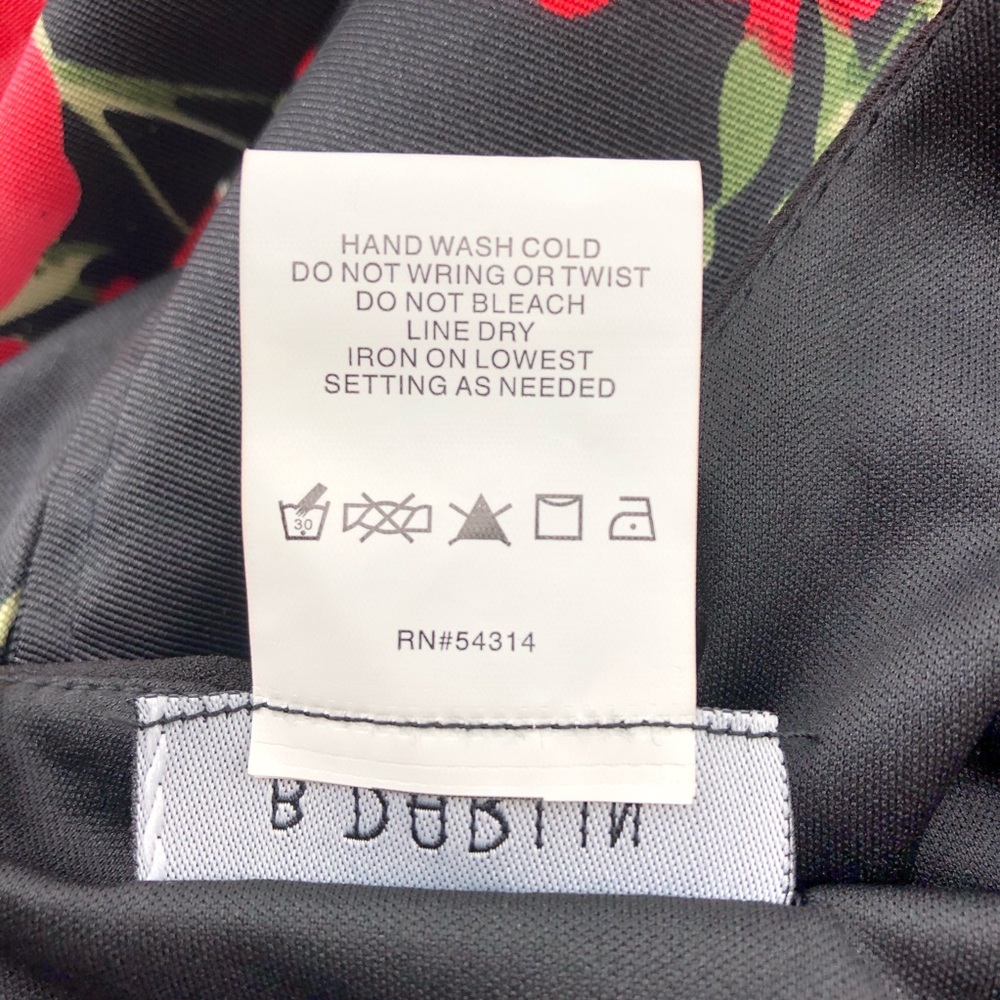 HAND WASH COLD
DO NOT WRING OR TWIST
DO NOT BLEACH
LINE DRY
IRON ON LOWEST
SETTING AS NEEDED
30
RN#54314